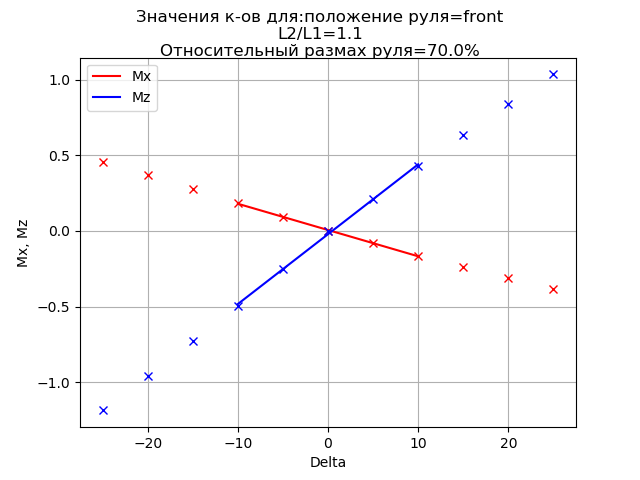 Значения к-ов для:положение руля=front
L2/L1=1.1
Относительный размах руля=70.0%
Mx
Mz
1.0
0.5
0.0
−0.5
−1.0
Mx, Mz
−20
−10
0
10
20
Delta